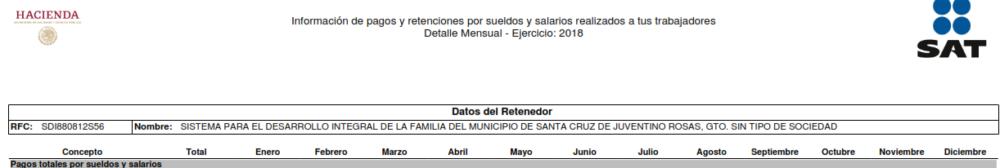 HACIENDA
Información de pagos y retenciones por sueldos y salarios realizados a tus trabajadores
Detalle Mensual - Ejercicio: 2018
SAT
Datos del Retenedor
RFC: SDI880812S56 Nombre: SISTEMA PARA EL DESARROLLO INTEGRAL DE LA FAMILIA DEL MUNICIPIO DE SANTA CRUZ DE JUVENTINO ROSAS, GTO. SIN TIPO DE SOCIEDAD
Concepto Total Enero Febrero Marzo Abril Mayo Junio Julio Agosto Septiembre Octubre Noviembre Diciembre
Pagos totales por sueldos y salarios